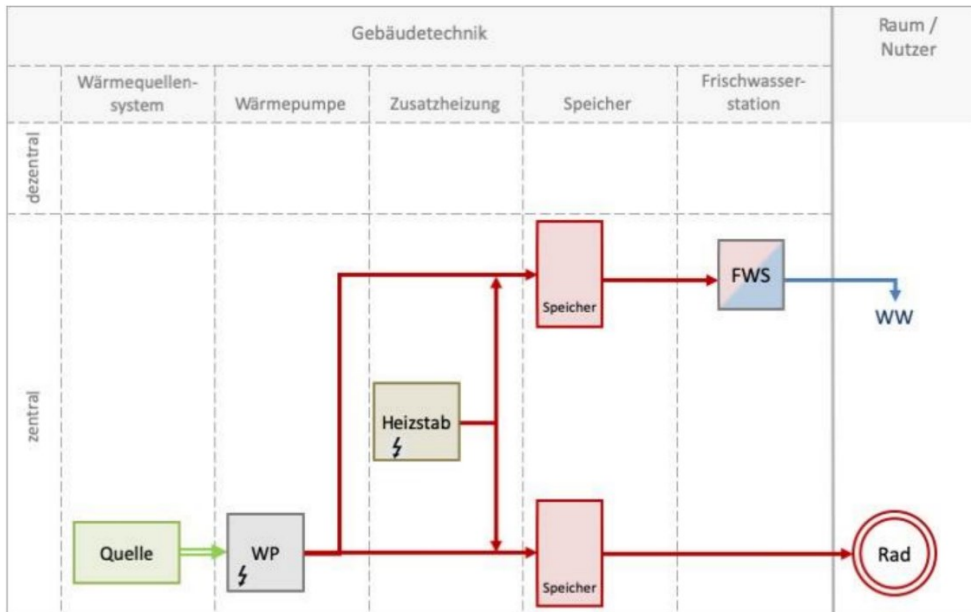 Gebäudetechnik
Raum /
Nutzer
Wärmequellen-
system
Wärmepumpe
Zusatzheizung
Speicher
Frischwasser-
station
dezentral
zentral
Speicher
FWS
WW
Heizstab
Quelle
WP
Speicher
Rad